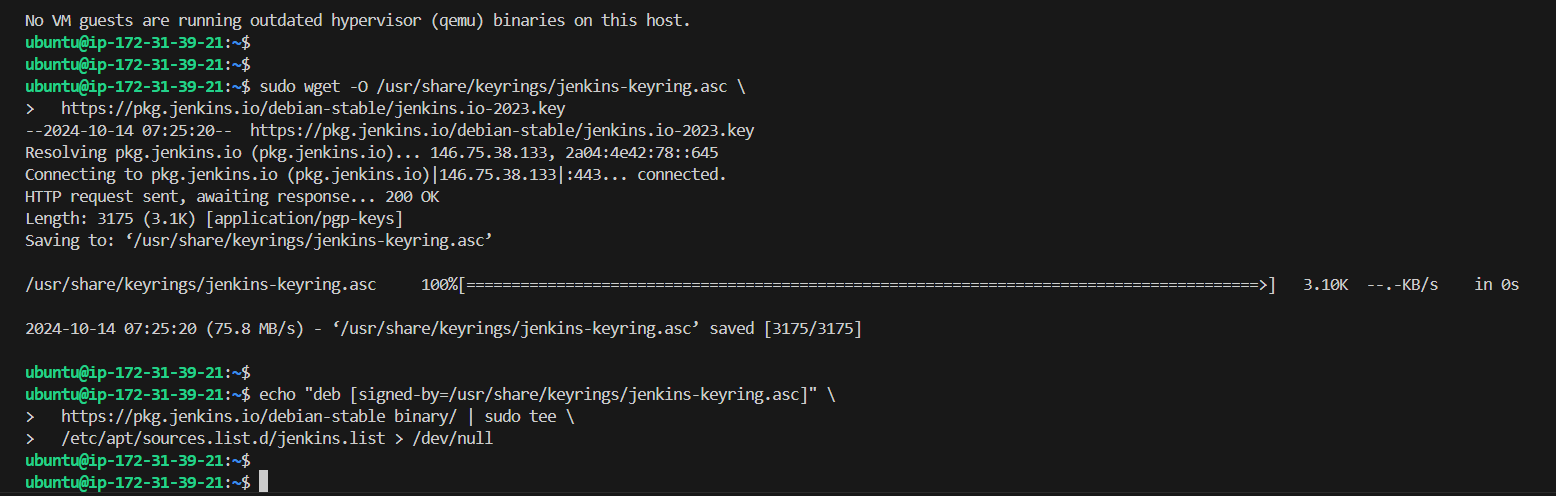 No VM guests are running outdated hypervisor (qemu) binaries on this host.
ubuntu@ip-172-31-39-21:~$
ubuntu@ip-172-31-39-21:~$
ubuntu@ip-172-31-39-21:~$ sudo wget -O /usr/share/keyrings/jenkins-keyring.asc \
>   https://pkg.jenkins.io/debian-stable/jenkins.io-2023.key
--2024-10-14 07:25:20--  https://pkg.jenkins.io/debian-stable/jenkins.io-2023.key
Resolving pkg.jenkins.io (pkg.jenkins.io)... 146.75.38.133, 2a04:4e42:78::645
Connecting to pkg.jenkins.io (pkg.jenkins.io)|146.75.38.133|:443... connected.
HTTP request sent, awaiting response... 200 OK
Length: 3175 (3.1K) [application/pgp-keys]
Saving to: ‘/usr/share/keyrings/jenkins-keyring.asc’
/usr/share/keyrings/jenkins-keyring.asc     100%[========================================================================================>]   3.10K  --.-KB/s    in 0s
2024-10-14 07:25:20 (75.8 MB/s) - ‘/usr/share/keyrings/jenkins-keyring.asc’ saved [3175/3175]
ubuntu@ip-172-31-39-21:~$
ubuntu@ip-172-31-39-21:~$ echo "deb [signed-by=/usr/share/keyrings/jenkins-keyring.asc]" \
>   https://pkg.jenkins.io/debian-stable binary/ | sudo tee \
>   /etc/apt/sources.list.d/jenkins.list > /dev/null
ubuntu@ip-172-31-39-21:~$
ubuntu@ip-172-31-39-21:~$